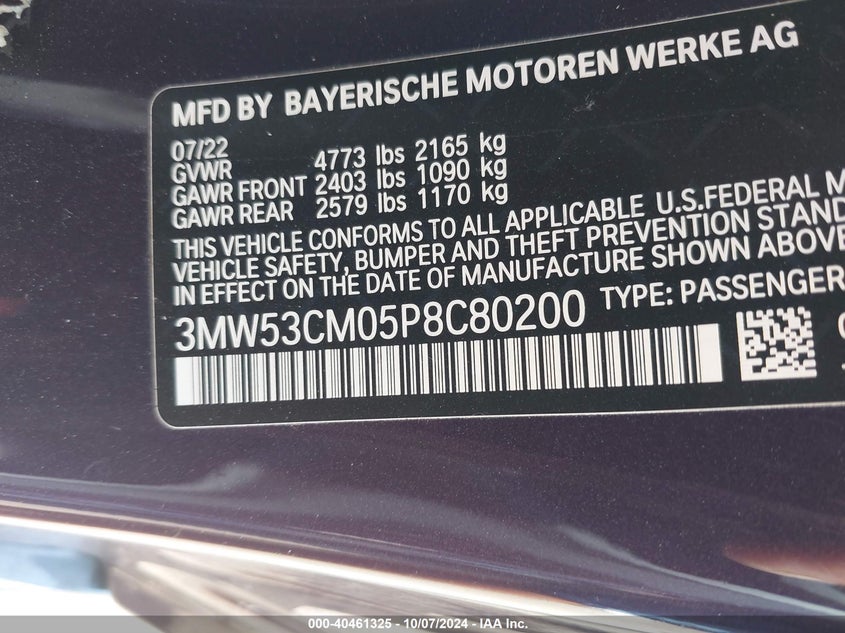 MFD BY BAYERISCHE MOTOREN WERKE AG
07/22
GVWR 4773 lbs 2165 kg
GAWR FRONT 2403 lbs 1090 kg
GAWR REAR 2579 lbs 1170 kg
THIS VEHICLE CONFORMS TO ALL APPLICABLE U.S.FEDERAL M
VEHICLE SAFETY, BUMPER AND THEFT PREVENTION STAND
IN EFFECT ON THE DATE OF MANUFACTURE SHOWN ABOVE
3MW53CM05P8C80200 TYPE: PASSENGER
000-40461325 - 10/07/2024 - IAA Inc.